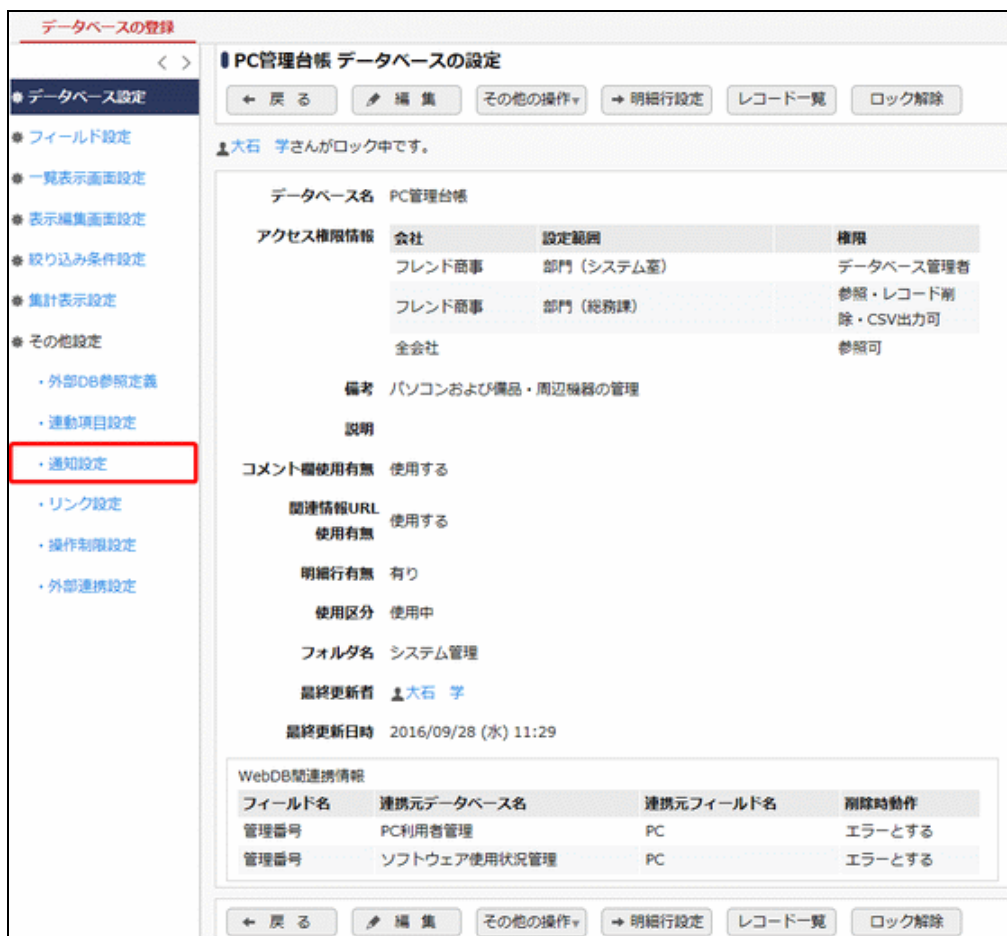 データベースの登録
< >
データベース設定
フィールド設定
一覧表示画面設定
表示編集画面設定
絞り込み条件設定
集計表示設定
その他設定
・外部DB参照定義
・連動項目設定
・通知設定
・リンク設定
・操作制限設定
・外部連携設定
PC管理台帳 データベースの設定
← 戻 る 編 集 その他の操作▼ → 明細行設定 レコード一覧 ロック解除
大石 学さんがロック中です。
データベース名 PC管理台帳
アクセス権限情報 会社 設定範囲 権限
フレンド商事 部門（システム室） データベース管理者
フレンド商事 部門（総務課） 参照・レコード削
除・CSV出力可
全会社 参照可
備考 パソコンおよび備品・周辺機器の管理
説明
コメント欄使用有無 使用する
関連情報URL
使用有無 使用する
明細行有無 有り
使用区分 使用中
フォルダ名 システム管理
最終更新者 大石 学
最終更新日時 2016/09/28 (水) 11:29
WebDB間連携情報
フィールド名 連携元データベース名 連携元フィールド名 削除時動作
管理番号 PC利用者管理 PC エラーとする
管理番号 ソフトウェア使用状況管理 PC エラーとする
← 戻 る 編 集 その他の操作▼ → 明細行設定 レコード一覧 ロック解除